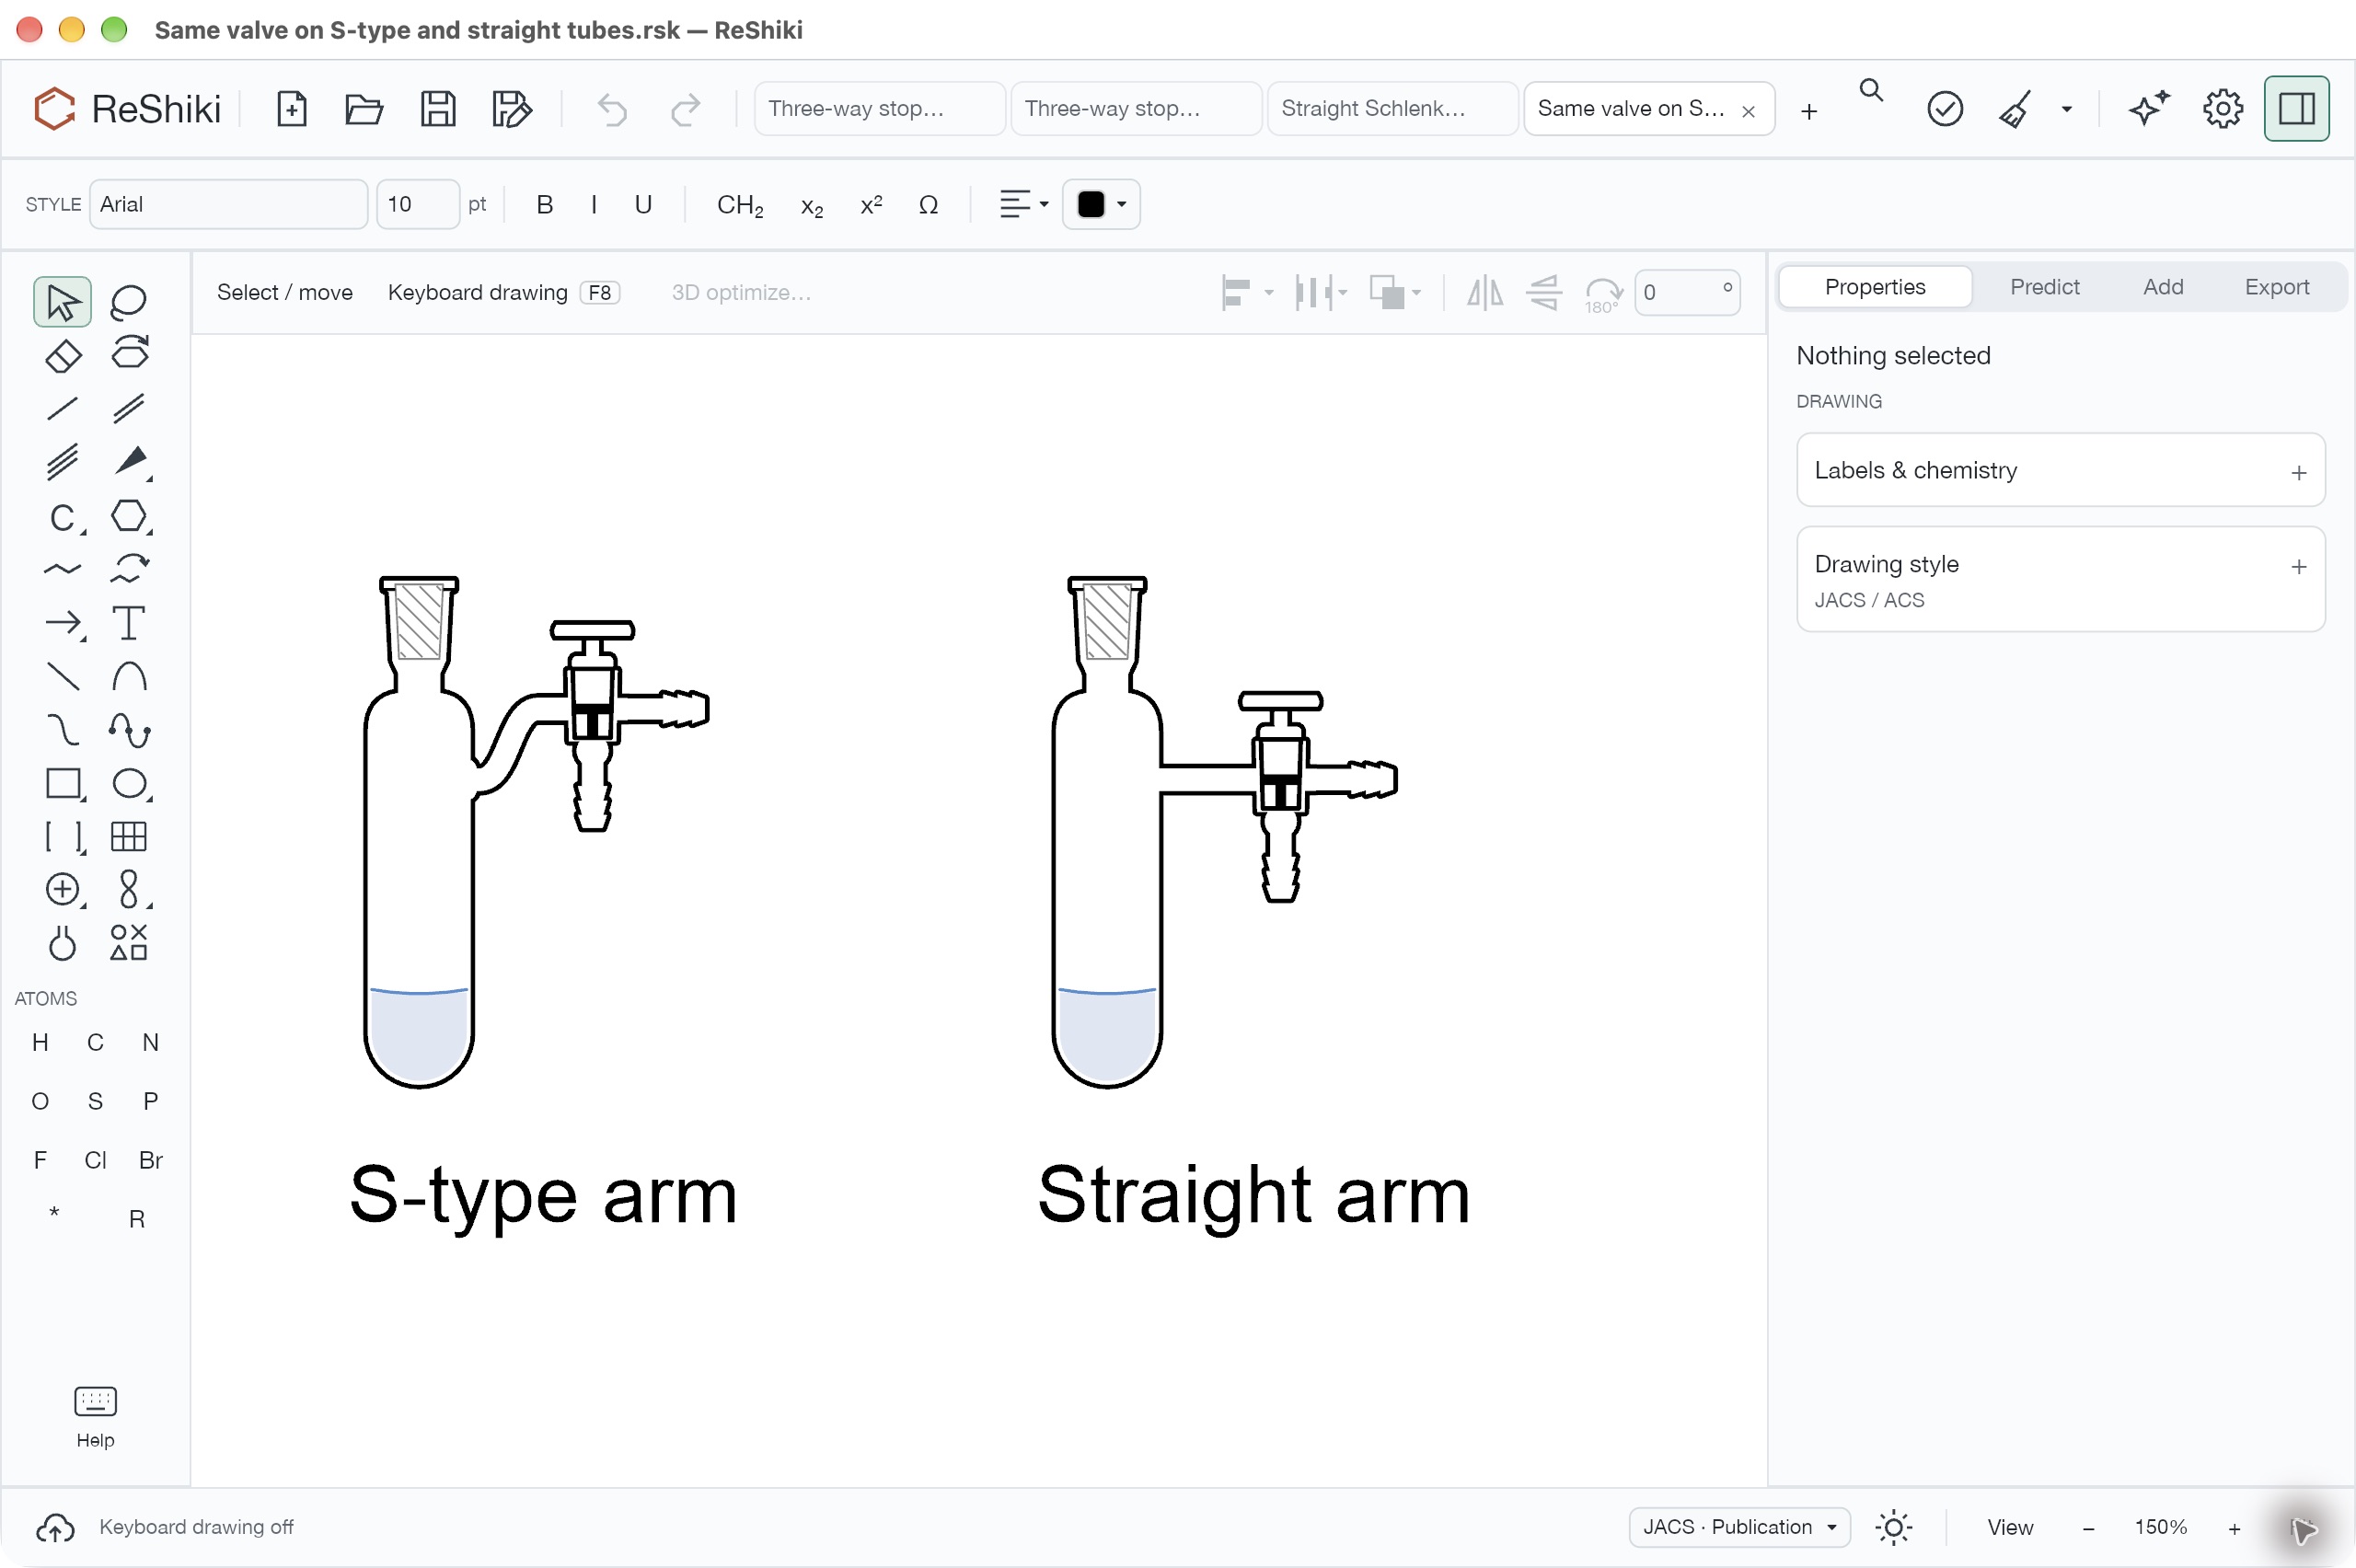 Same valve on S-type and straight tubes.rsk — ReShiki
ReShiki
Three-way stop...
Three-way stop...
Straight Schlenk...
Same valve on S...
STYLE Arial 10 pt B I U CH₂ x₂ x² Ω
Select / move Keyboard drawing F8 3D optimize...
180° 0 °
Properties Predict Add Export
Nothing selected
DRAWING
Labels & chemistry
Drawing style
JACS / ACS
C
T
ATOMS
H C N
O S P
F Cl Br
* R
S-type arm
Straight arm
Help
Keyboard drawing off
JACS · Publication
View − 150% +